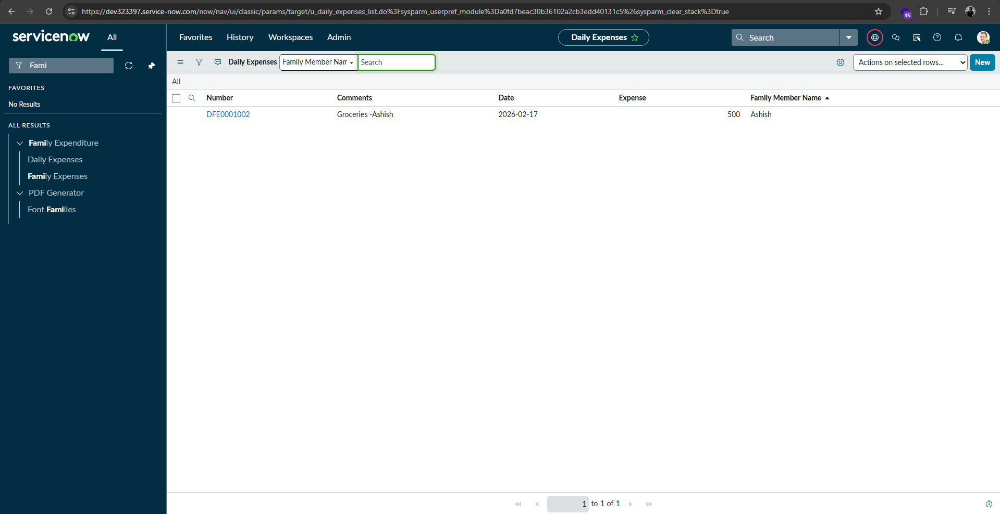 https://dev323397.service-now.com/now/nav/ui/classic/params/target/u_daily_expenses_list.do%3Fsysparm_userpref_module%3Da0fd7beac30b36102a2cb3edd40131c5%26sysparm_clear_stack%3Dtrue
15
servicenow
All
Favorites
History
Workspaces
Admin
Daily Expenses
Search
Fami
FAVORITES
No Results
ALL RESULTS
Family Expenditure
Daily Expenses
Family Expenses
PDF Generator
Font Families
Daily Expenses
Family Member Nam
Search
Actions on selected rows...
New
All
Number Comments Date Expense Family Member Name
DFE0001002 Groceries -Ashish 2026-02-17 500 Ashish
1 to 1 of 1